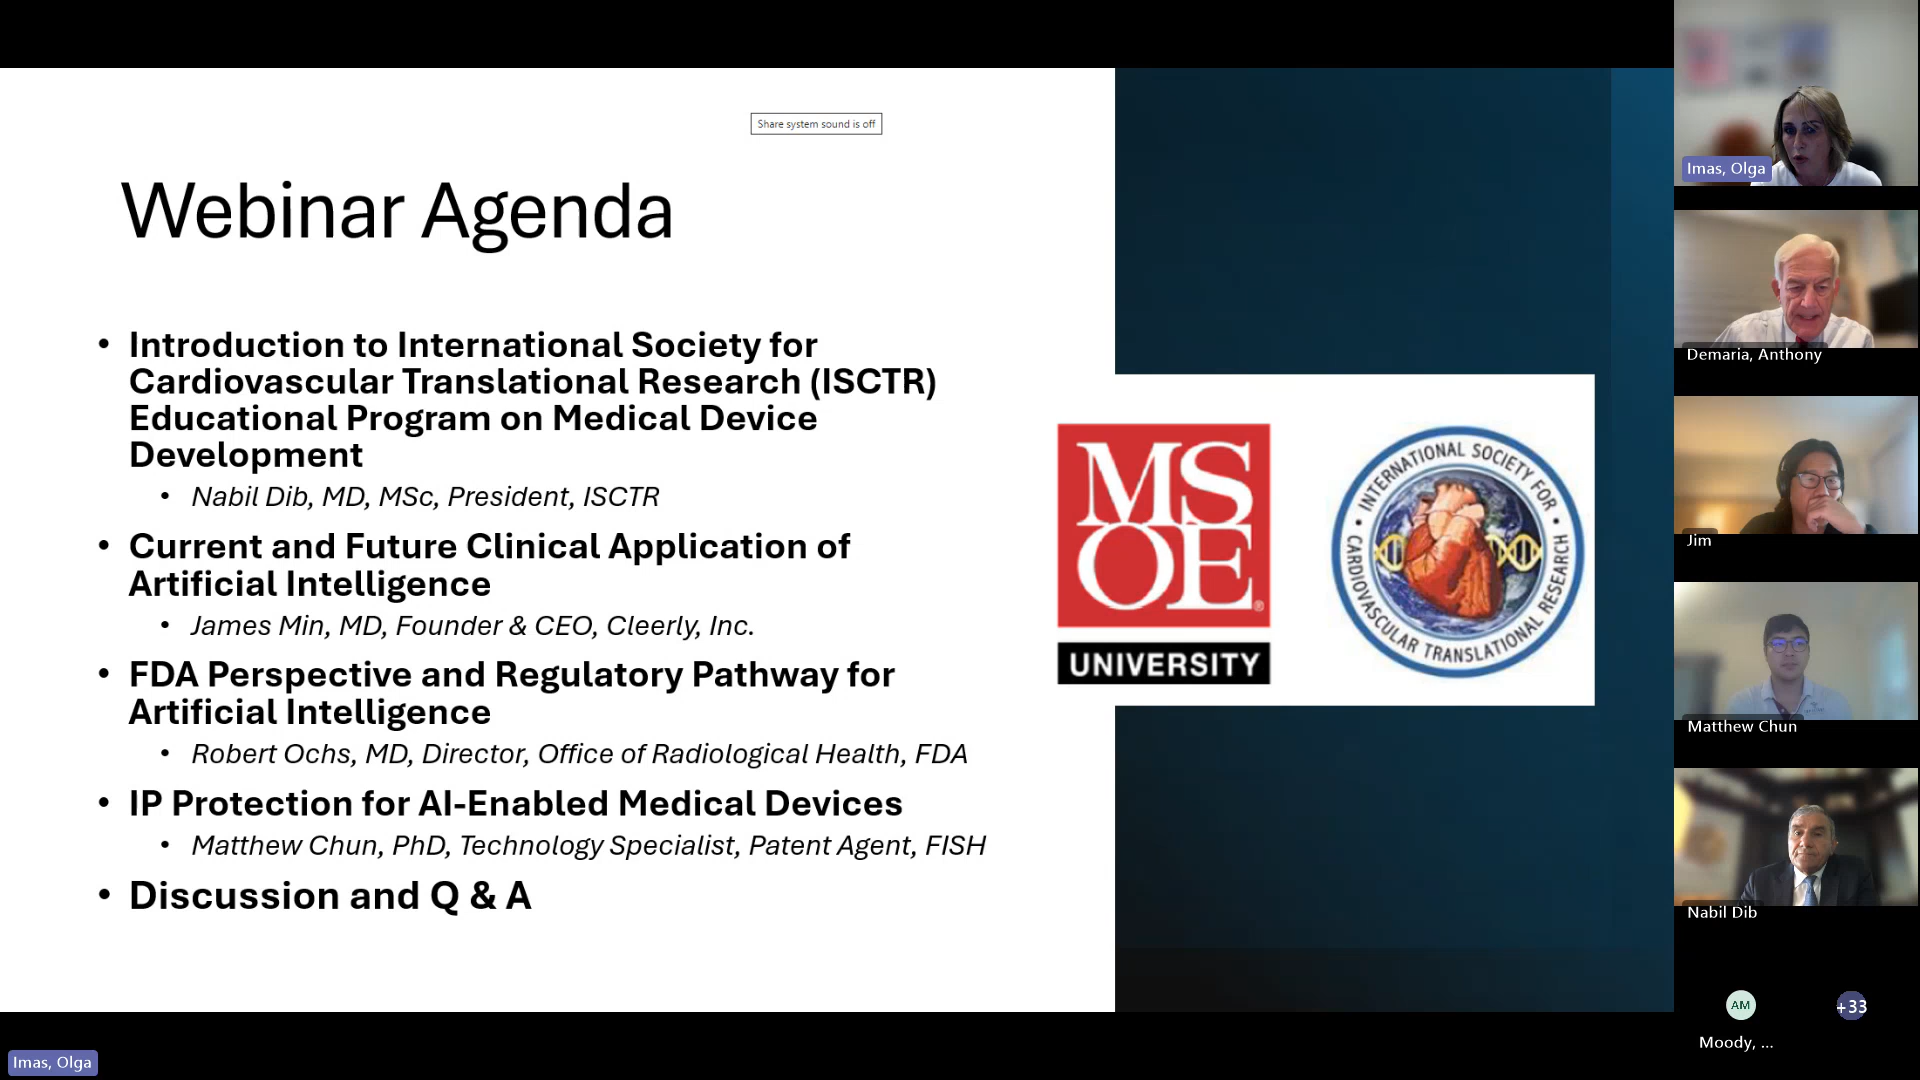 Share system sound is off
Webinar Agenda
• Introduction to International Society for
Cardiovascular Translational Research (ISCTR)
Educational Program on Medical Device
Development
• Nabil Dib, MD, MSc, President, ISCTR
• Current and Future Clinical Application of
Artificial Intelligence
• James Min, MD, Founder & CEO, Cleerly, Inc.
• FDA Perspective and Regulatory Pathway for
Artificial Intelligence
• Robert Ochs, MD, Director, Office of Radiological Health, FDA
• IP Protection for AI-Enabled Medical Devices
• Matthew Chun, PhD, Technology Specialist, Patent Agent, FISH
• Discussion and Q & A
MS
OE®
UNIVERSITY
• INTERNATIONAL SOCIETY FOR •
CARDIOVASCULAR TRANSLATIONAL RESEARCH
Imas, Olga
Demaria, Anthony
Jim
Matthew Chun
Nabil Dib
AM
+33
Moody, ...
Imas, Olga